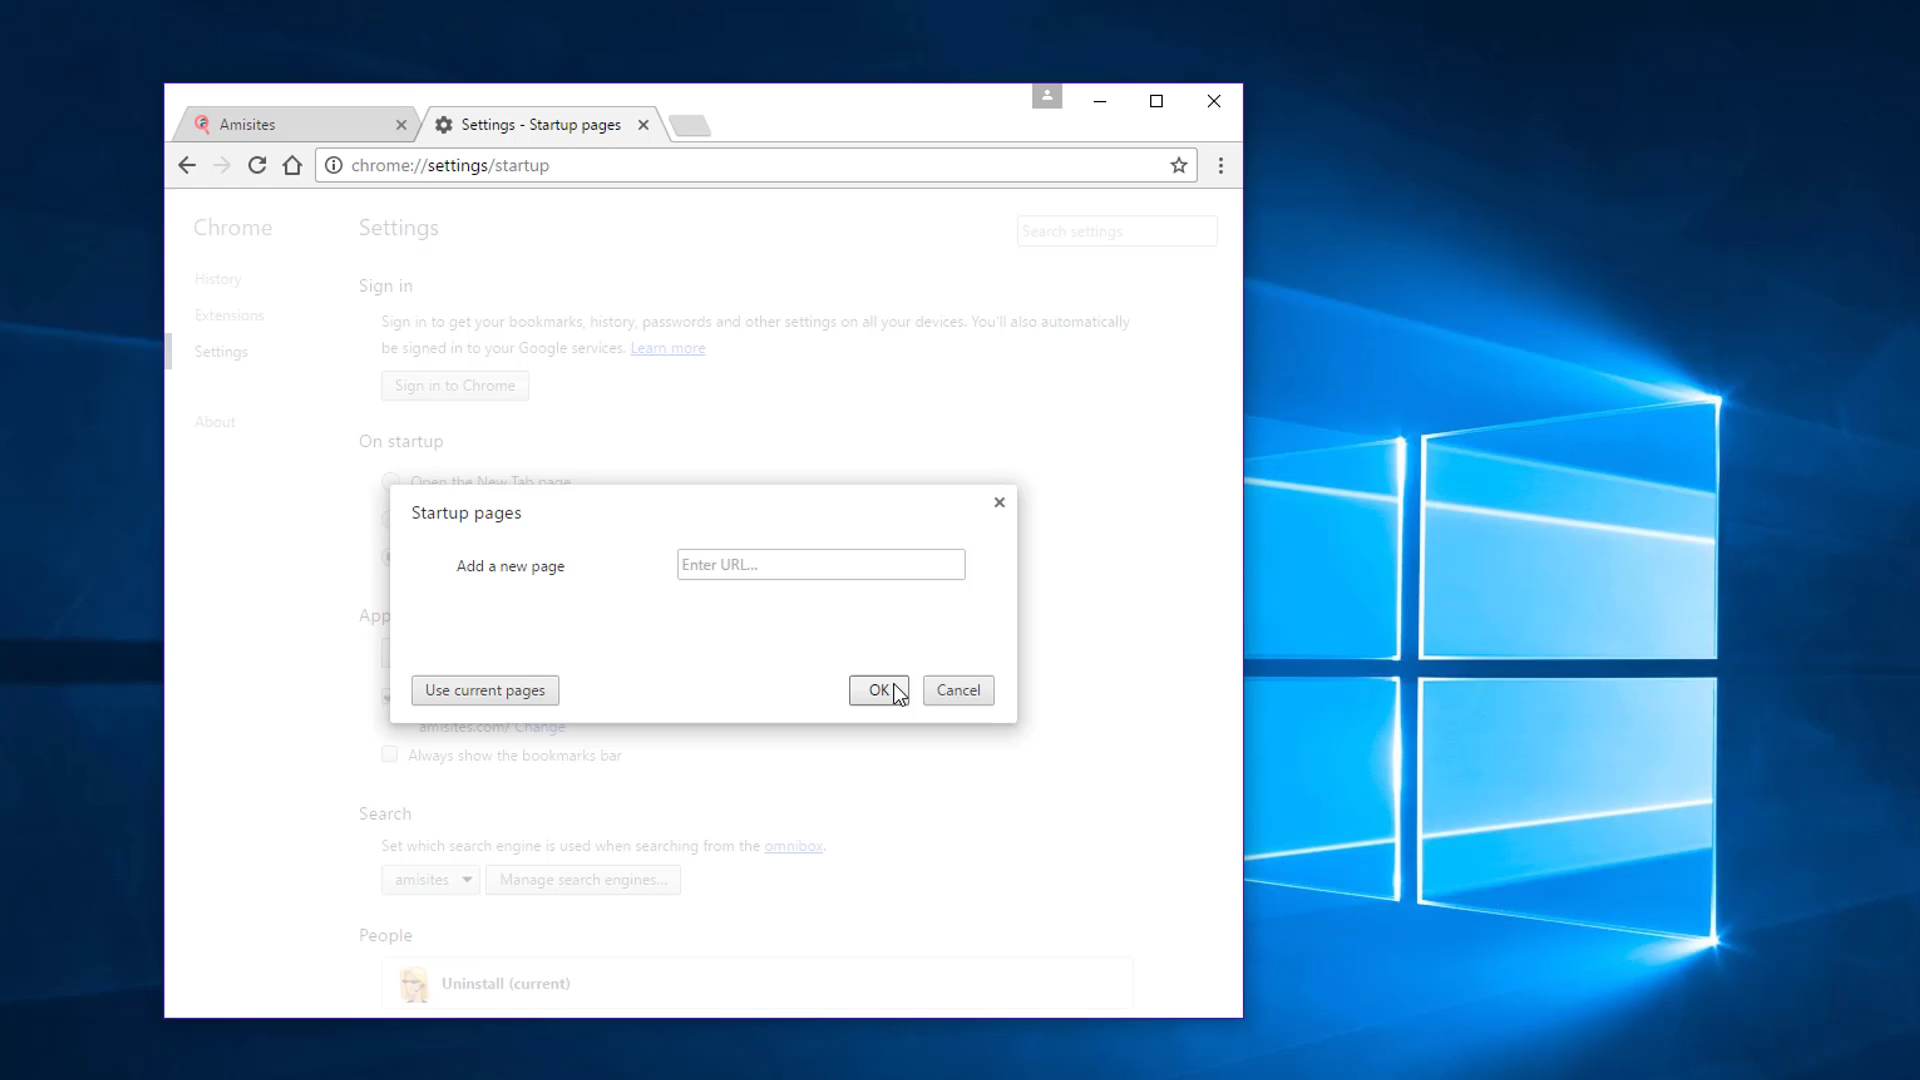 Amisites
Settings - Startup pages
chrome://settings/startup
Chrome
Settings
Search settings
History
Extensions
Settings
About
Sign in
Sign in to get your bookmarks, history, passwords and other settings on all your devices. You'll also automatically
be signed in to your Google services. Learn more
Sign in to Chrome
On startup
Open the New Tab page
Startup pages
Add a new page
Enter URL...
App
Use current pages
OK
Cancel
amisites.com/ Change
Always show the bookmarks bar
Search
Set which search engine is used when searching from the omnibox.
amisites
Manage search engines...
People
Uninstall (current)